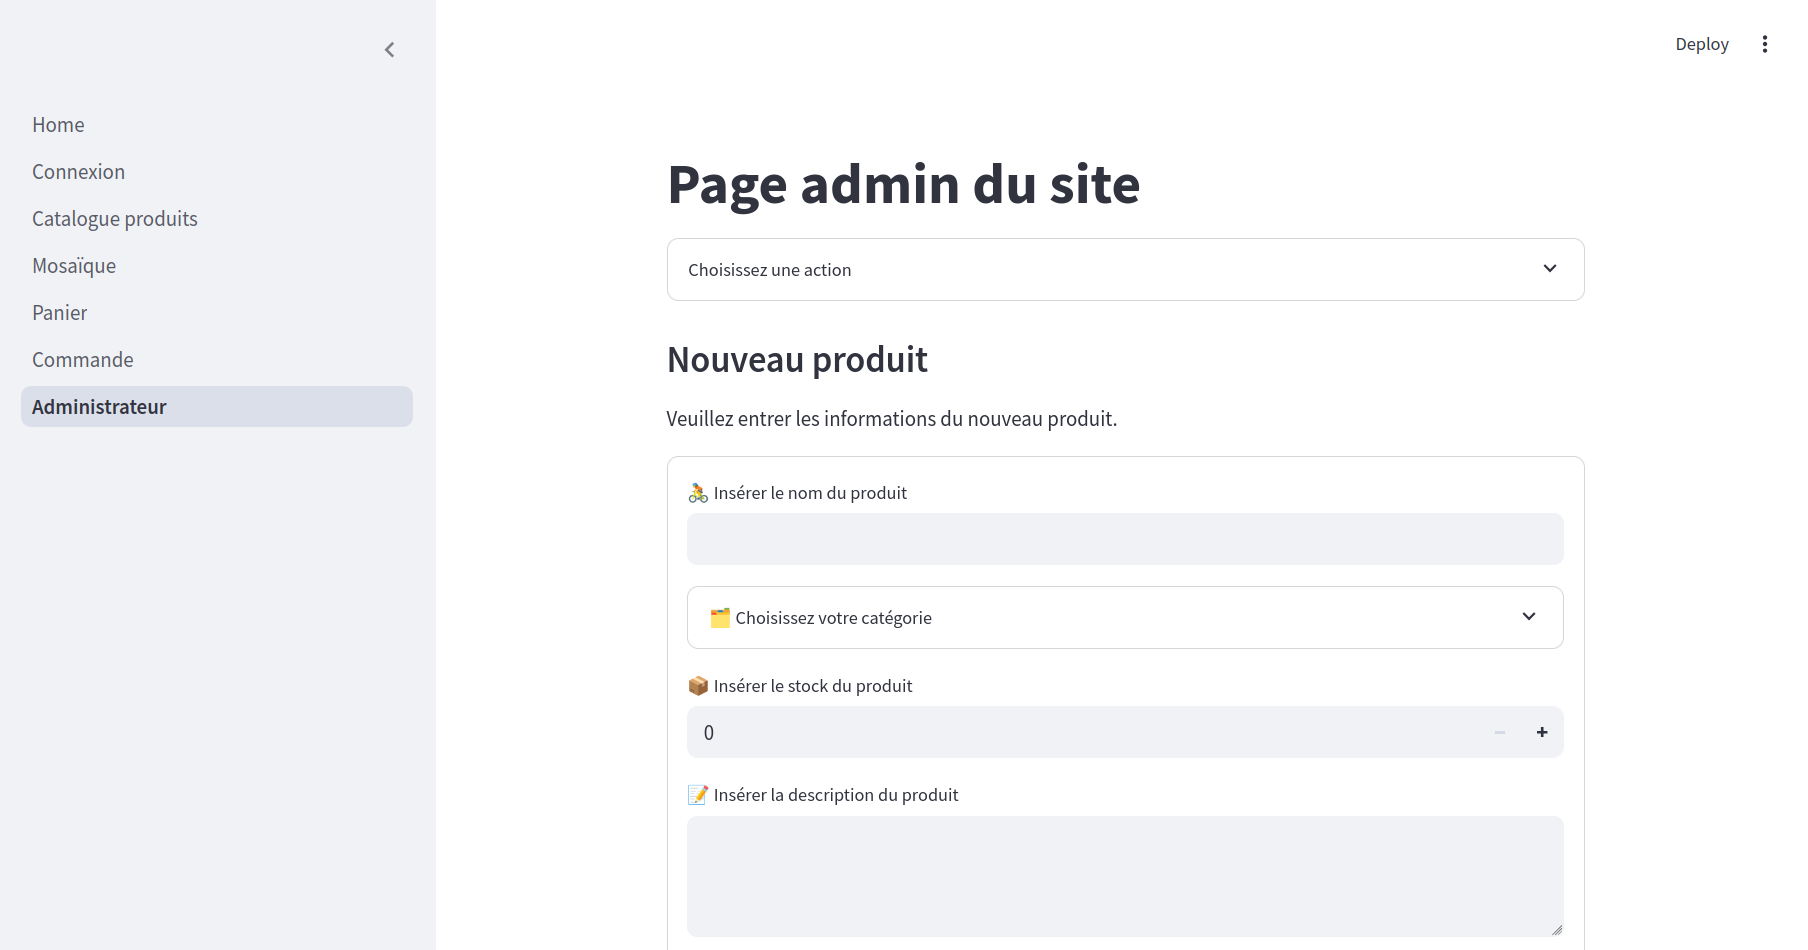 Deploy
Home
Connexion
Catalogue produits
Mosaïque
Panier
Commande
Administrateur
Page admin du site
Choisissez une action
Nouveau produit
Veuillez entrer les informations du nouveau produit.
🚴 Insérer le nom du produit
🗂️ Choisissez votre catégorie
📦 Insérer le stock du produit
0
📝 Insérer la description du produit